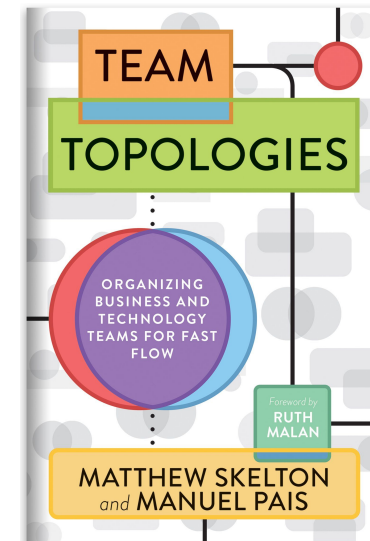 TEAM
TOPOLOGIES
ORGANIZING
BUSINESS AND
TECHNOLOGY
TEAMS FOR FAST
FLOW
Foreword by
RUTH
MALAN
MATTHEW SKELTON
and MANUEL PAIS